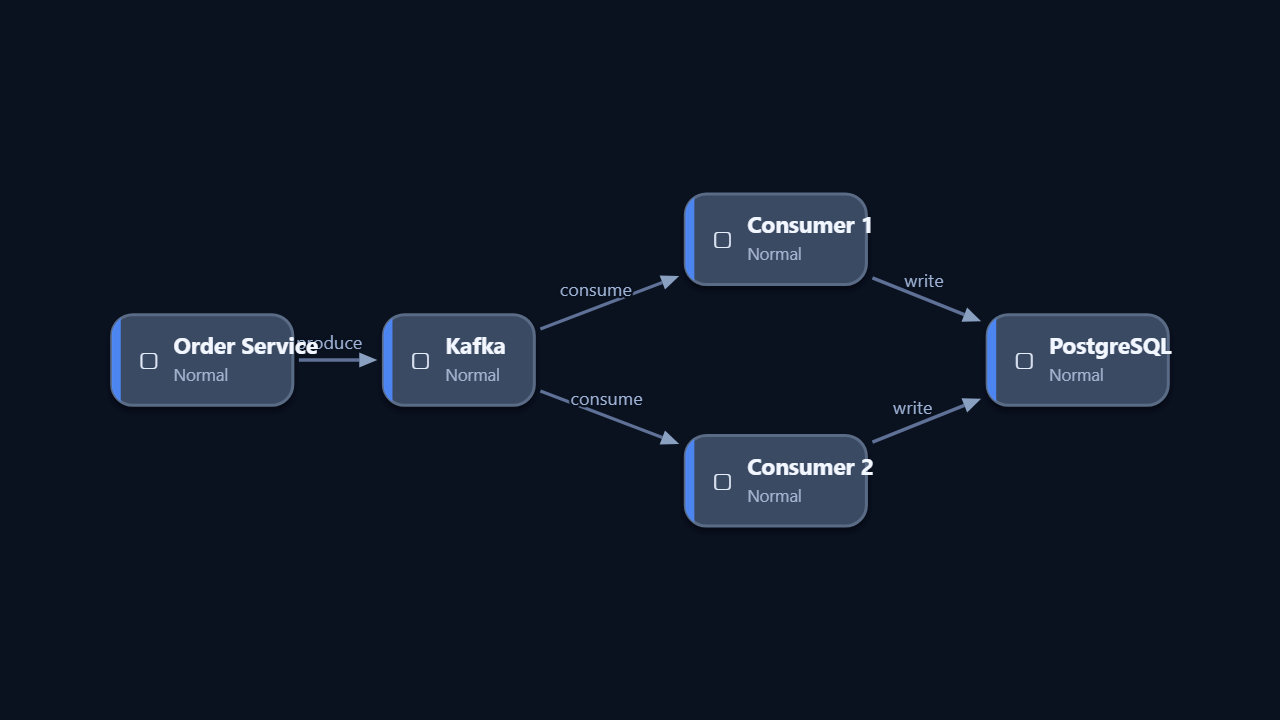 Order Service
Normal
produce
Kafka
Normal
consume
consume
Consumer 1
Normal
Consumer 2
Normal
write
write
PostgreSQL
Normal